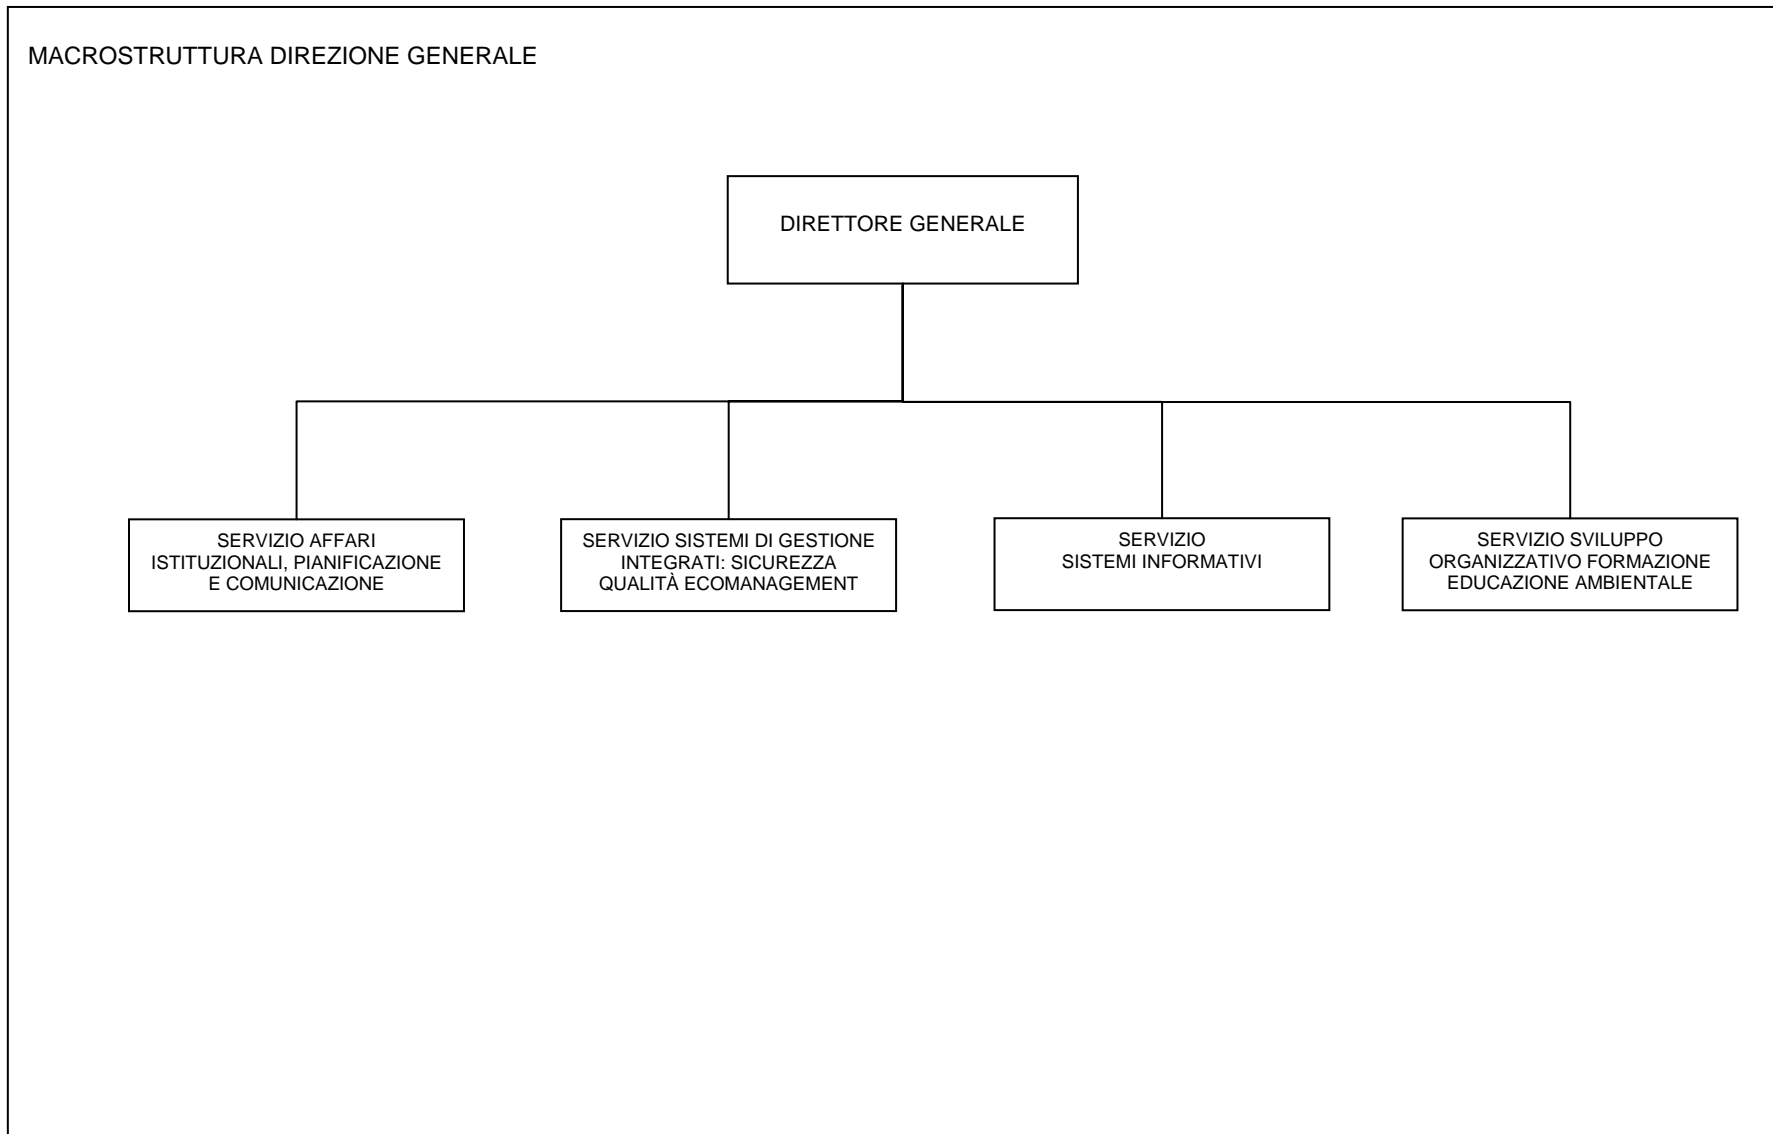 MACROSTRUTTURA DIREZIONE GENERALE
DIRETTORE GENERALE
SERVIZIO AFFARI
ISTITUZIONALI, PIANIFICAZIONE
E COMUNICAZIONE
SERVIZIO SISTEMI DI GESTIONE
INTEGRATI: SICUREZZA
QUALITÀ ECOMANAGEMENT
SERVIZIO
SISTEMI INFORMATIVI
SERVIZIO SVILUPPO
ORGANIZZATIVO FORMAZIONE
EDUCAZIONE AMBIENTALE